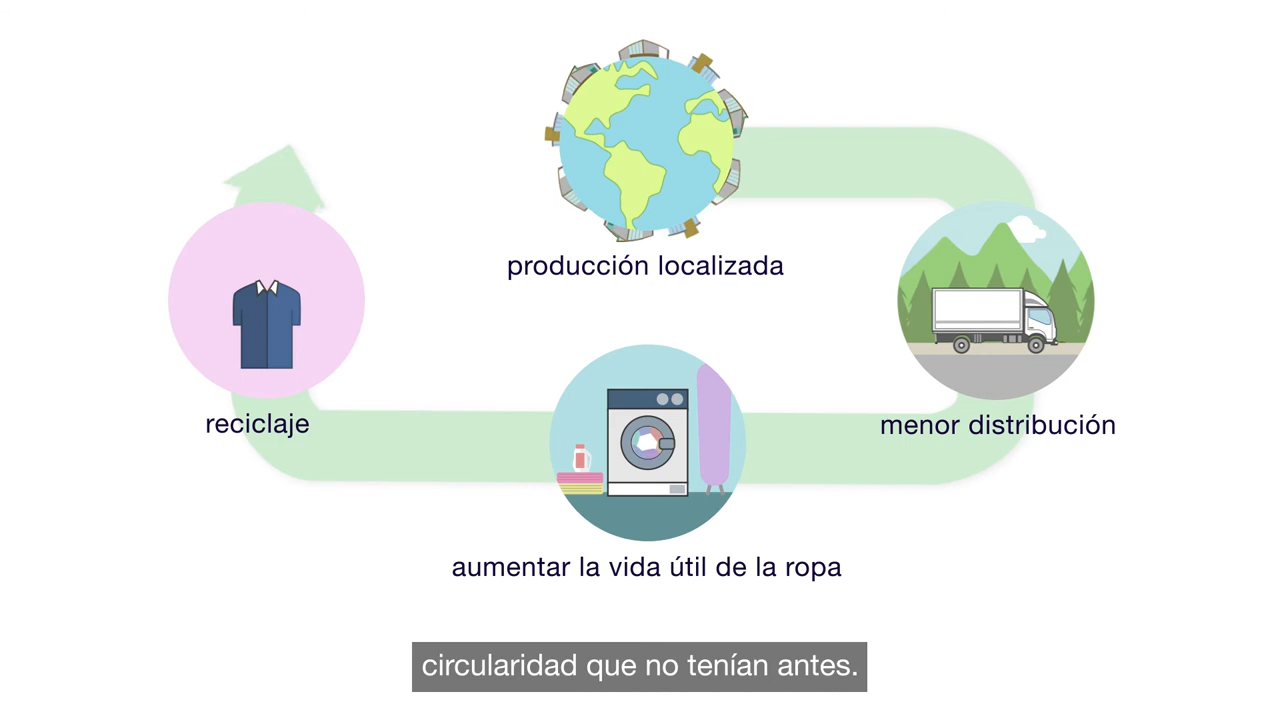 producción localizada
reciclaje
menor distribución
aumentar la vida útil de la ropa
circularidad que no tenían antes.